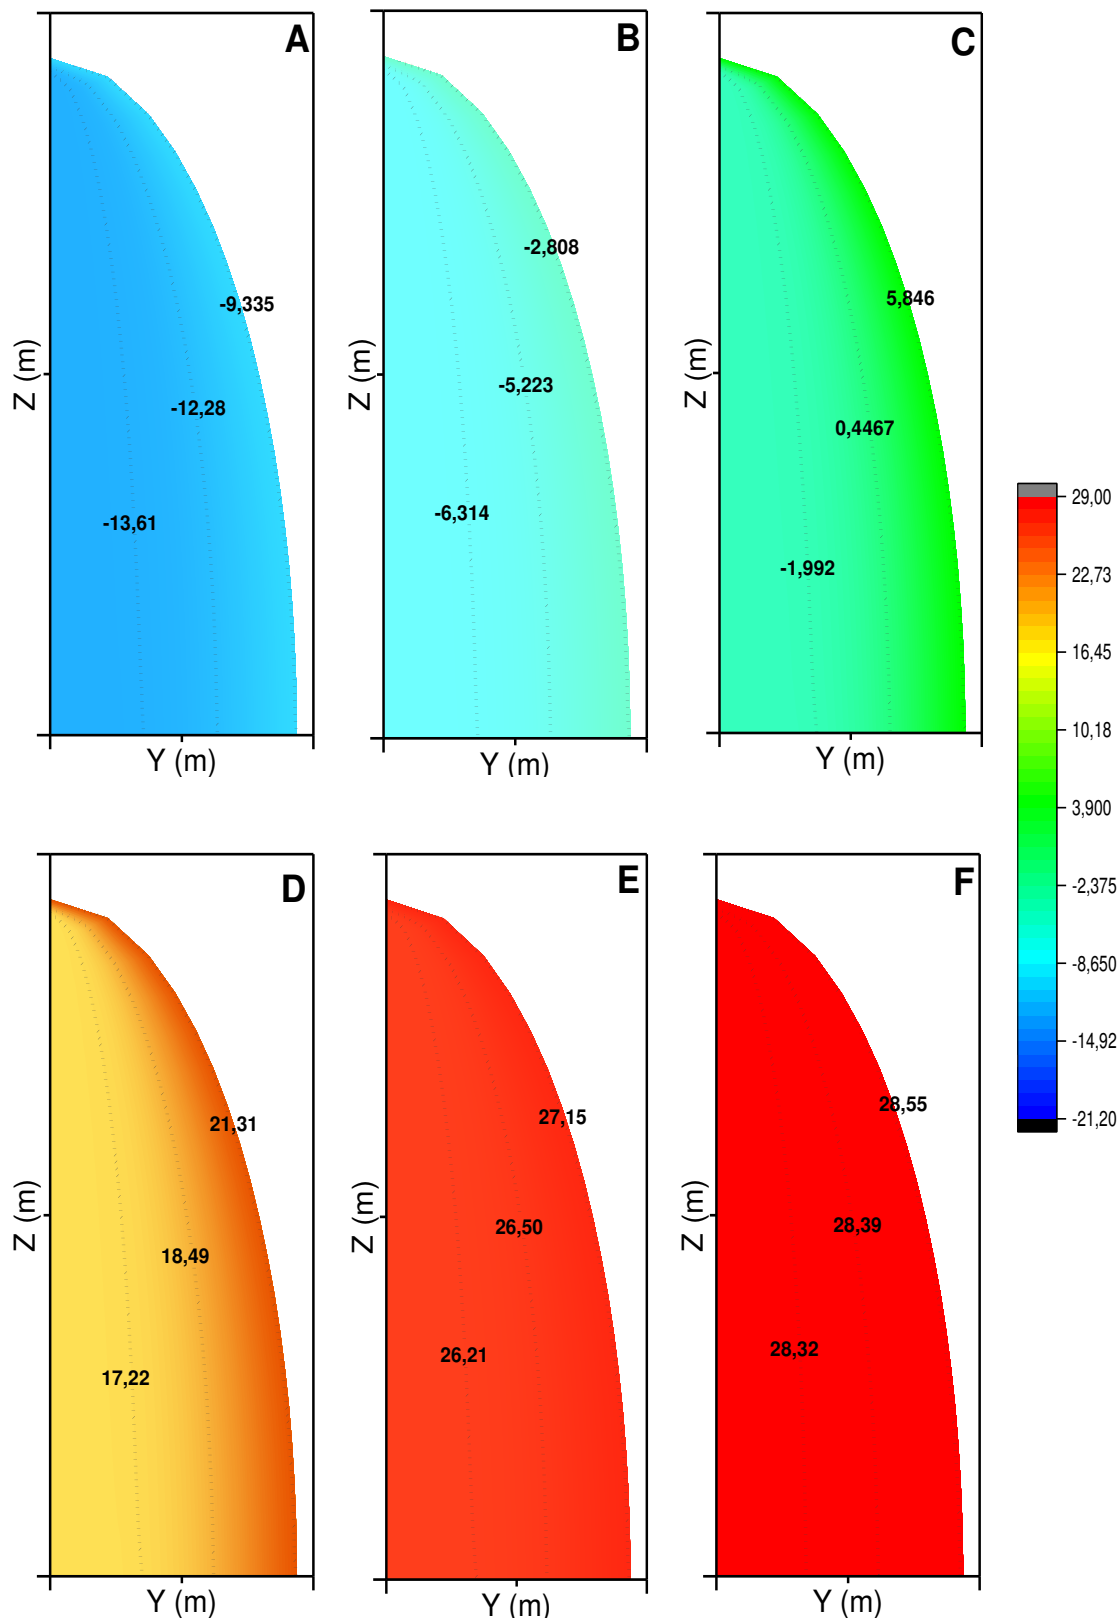 A
-9,335
-12,28
-13,61
Z (m)
Y (m)
B
-2,808
-5,223
-6,314
Z (m)
Y (m)
C
5,846
0,4467
-1,992
Z (m)
Y (m)
29,00
22,73
16,45
10,18
3,900
-2,375
-8,650
-14,92
-21,20
D
21,31
18,49
17,22
Z (m)
Y (m)
E
27,15
26,50
26,21
Z (m)
Y (m)
F
28,55
28,39
28,32
Z (m)
Y (m)